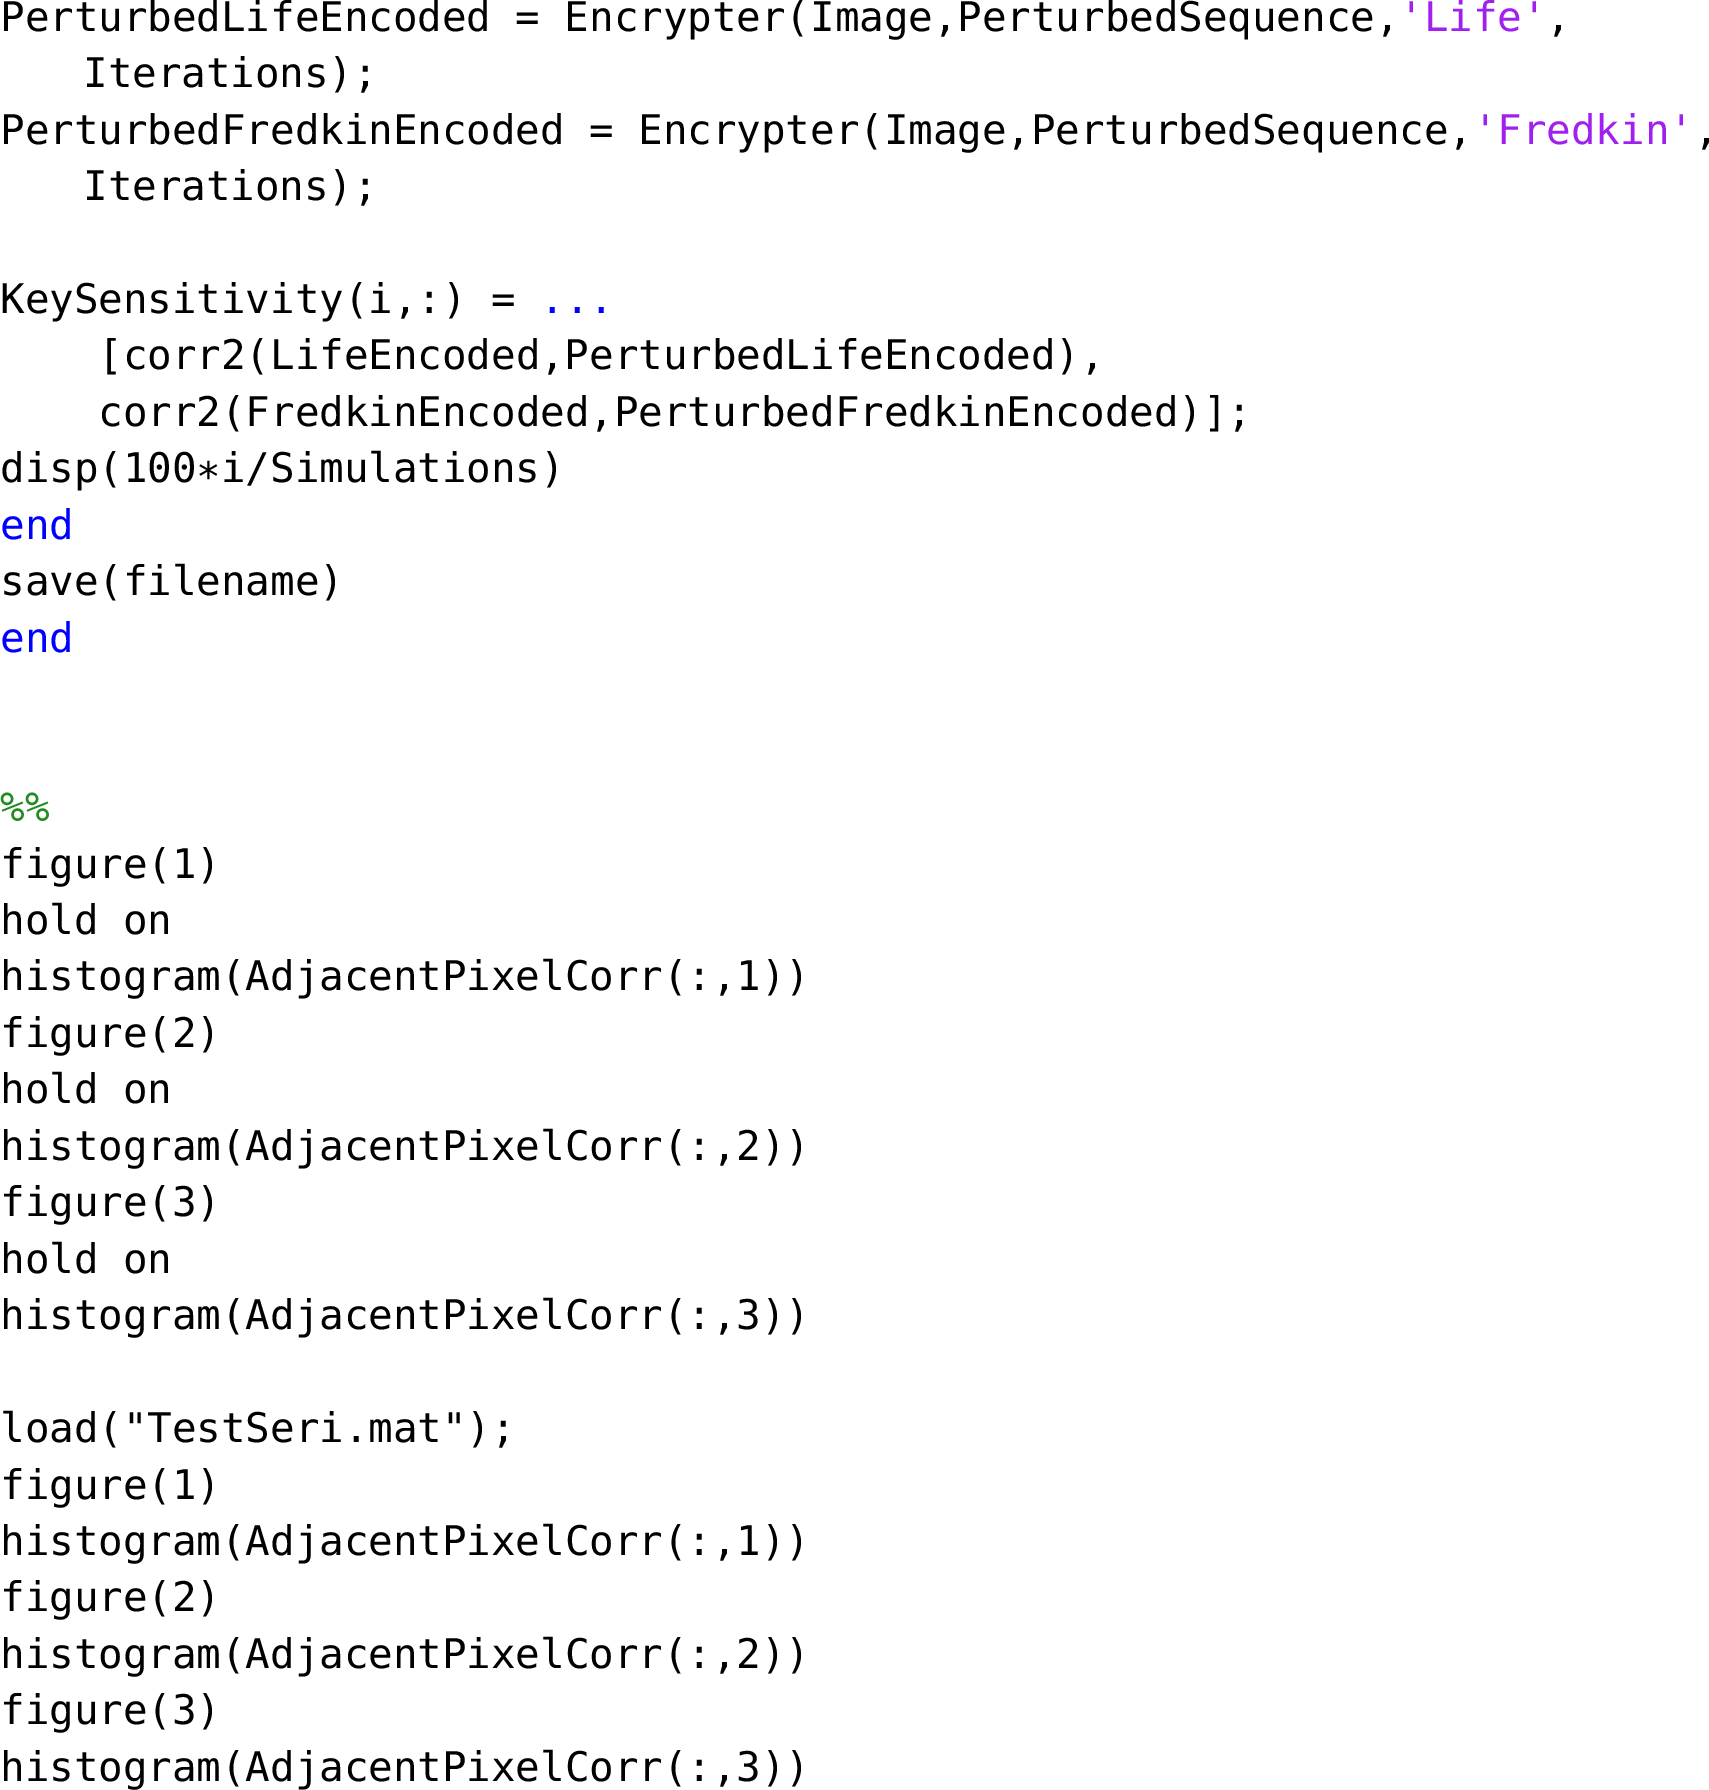 PerturbedLifeEncoded = Encrypter(Image,PerturbedSequence,'Life',
Iterations);
PerturbedFredkinEncoded = Encrypter(Image,PerturbedSequence,'Fredkin',
Iterations);
KeySensitivity(i,:) = ...
[corr2(LifeEncoded,PerturbedLifeEncoded),
corr2(FredkinEncoded,PerturbedFredkinEncoded)];
disp(100*i/Simulations)
end
save(filename)
end
%%
figure(1)
hold on
histogram(AdjacentPixelCorr(:,1))
figure(2)
hold on
histogram(AdjacentPixelCorr(:,2))
figure(3)
hold on
histogram(AdjacentPixelCorr(:,3))
load("TestSeri.mat");
figure(1)
histogram(AdjacentPixelCorr(:,1))
figure(2)
histogram(AdjacentPixelCorr(:,2))
figure(3)
histogram(AdjacentPixelCorr(:,3))